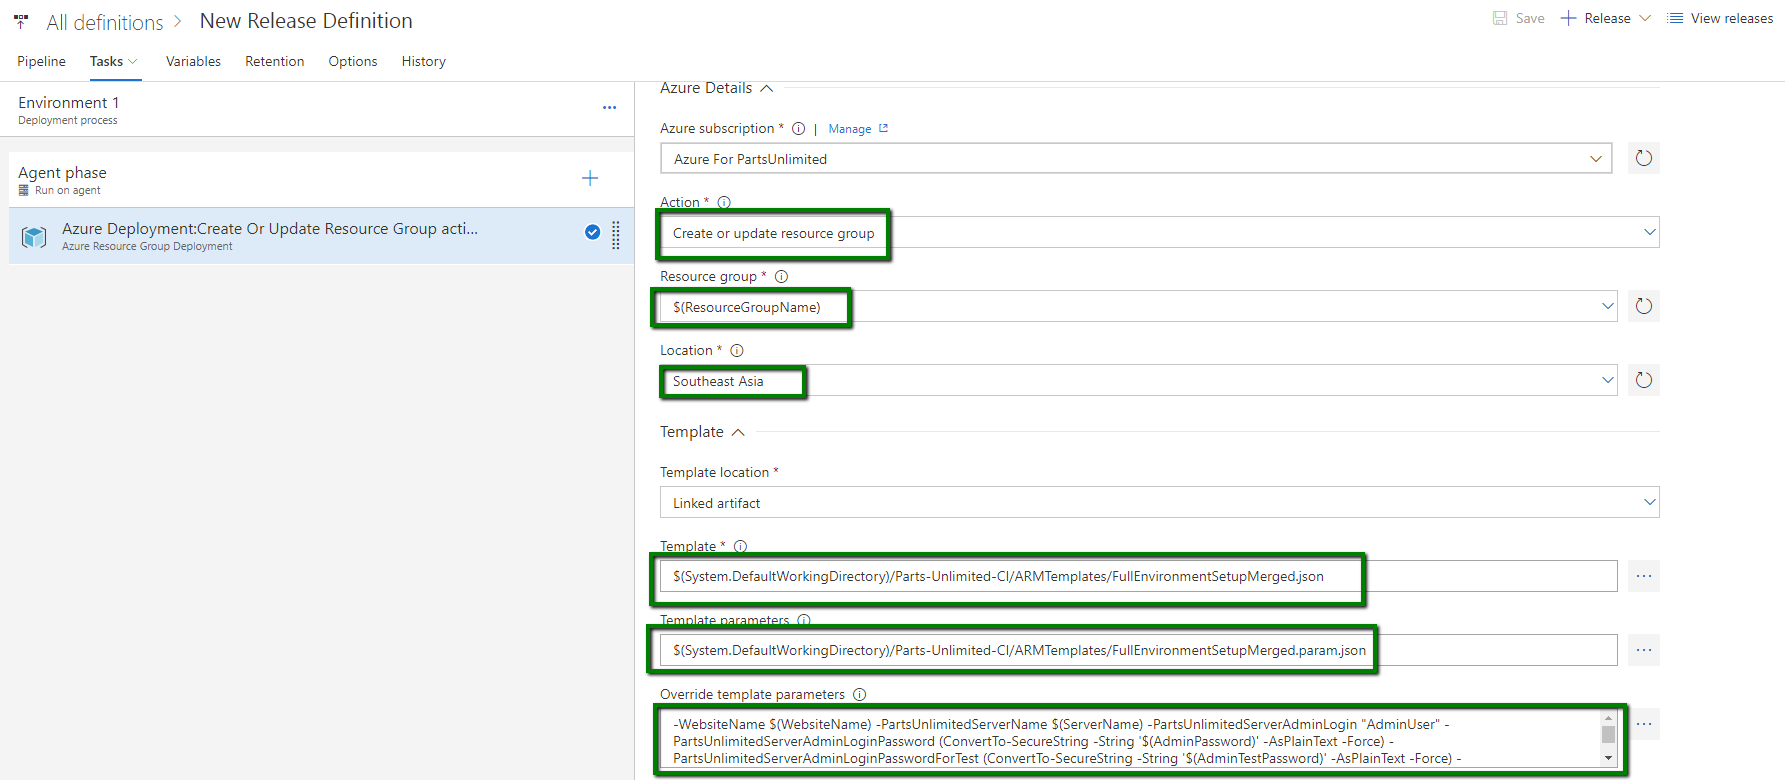 All definitions > New Release Definition
Save + Release View releases
Pipeline Tasks Variables Retention Options History
Environment 1 ...
Deployment process
Agent phase +
Run on agent
Azure Deployment:Create Or Update Resource Group acti...
Azure Resource Group Deployment
Azure Details
Azure subscription * | Manage
Azure For PartsUnlimited
Action *
Create or update resource group
Resource group *
$(ResourceGroupName)
Location *
Southeast Asia
Template
Template location *
Linked artifact
Template *
$(System.DefaultWorkingDirectory)/Parts-Unlimited-CI/ARMTemplates/FullEnvironmentSetupMerged.json
Template parameters
$(System.DefaultWorkingDirectory)/Parts-Unlimited-CI/ARMTemplates/FullEnvironmentSetupMerged.param.json
Override template parameters
-WebsiteName $(WebsiteName) -PartsUnlimitedServerName $(ServerName) -PartsUnlimitedServerAdminLogin "AdminUser" -
PartsUnlimitedServerAdminLoginPassword (ConvertTo-SecureString -String '$(AdminPassword)' -AsPlainText -Force) -
PartsUnlimitedServerAdminLoginPasswordForTest (ConvertTo-SecureString -String '$(AdminTestPassword)' -AsPlainText -Force) -